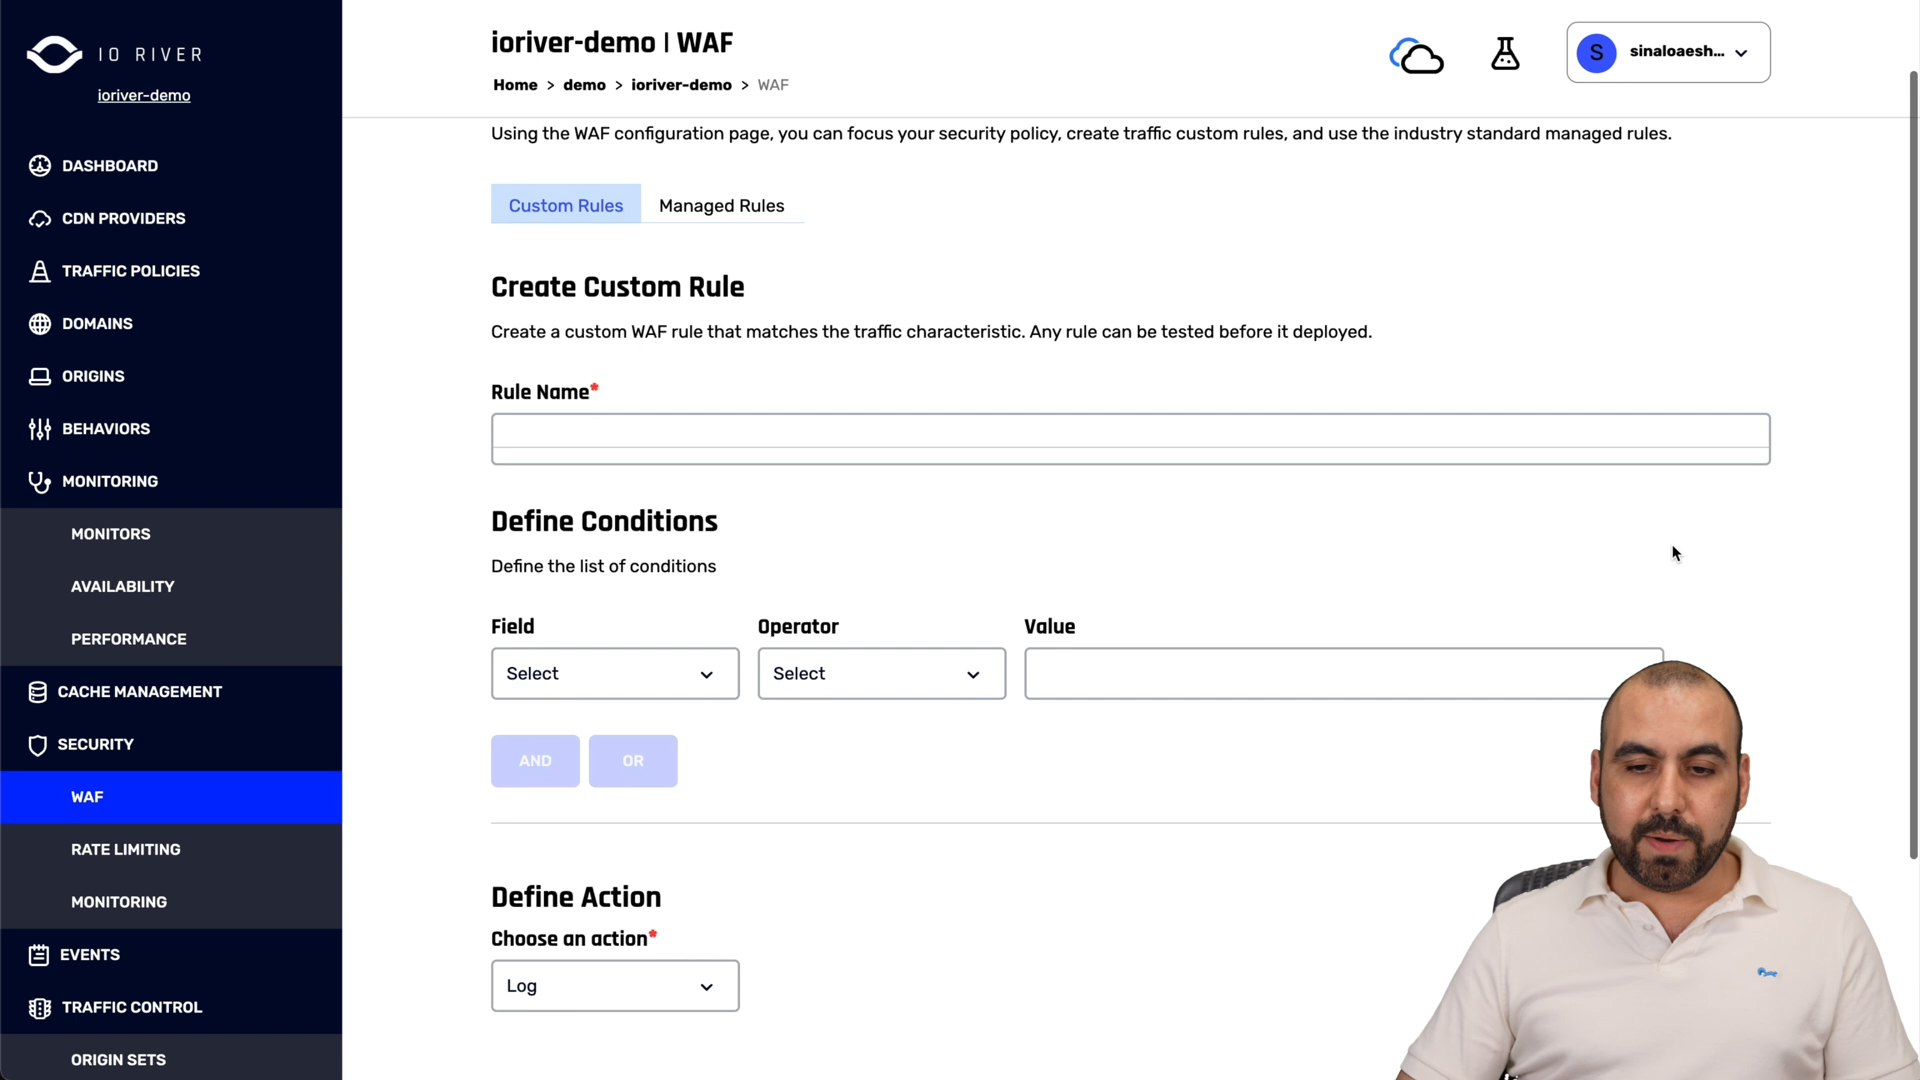 IO RIVER
ioriver-demo
DASHBOARD
CDN PROVIDERS
TRAFFIC POLICIES
DOMAINS
ORIGINS
BEHAVIORS
MONITORING
MONITORS
AVAILABILITY
PERFORMANCE
CACHE MANAGEMENT
SECURITY
WAF
RATE LIMITING
MONITORING
EVENTS
TRAFFIC CONTROL
ORIGIN SETS
ioriver-demo | WAF
Home > demo > ioriver-demo > WAF
S sinaloaesh...
Using the WAF configuration page, you can focus your security policy, create traffic custom rules, and use the industry standard managed rules.
Custom Rules Managed Rules
Create Custom Rule
Create a custom WAF rule that matches the traffic characteristic. Any rule can be tested before it deployed.
Rule Name*
Define Conditions
Define the list of conditions
Field Operator Value
Select Select
AND OR
Define Action
Choose an action*
Log